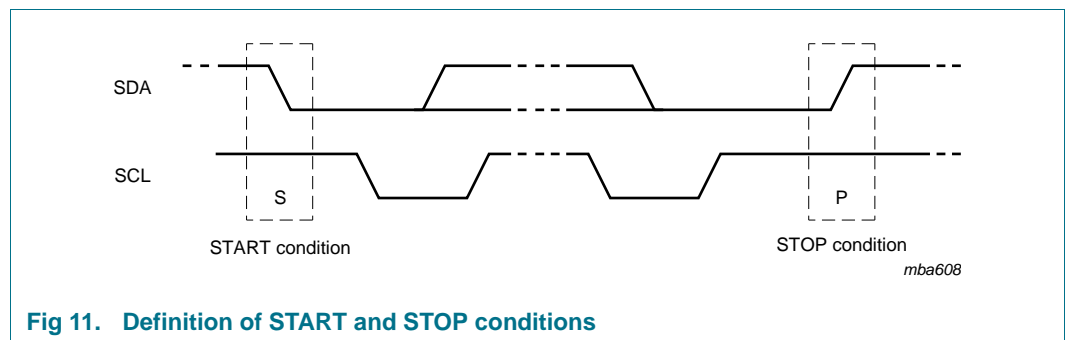 SDA
SCL
S
P
START condition
STOP condition
mba608
Fig 11. Definition of START and STOP conditions